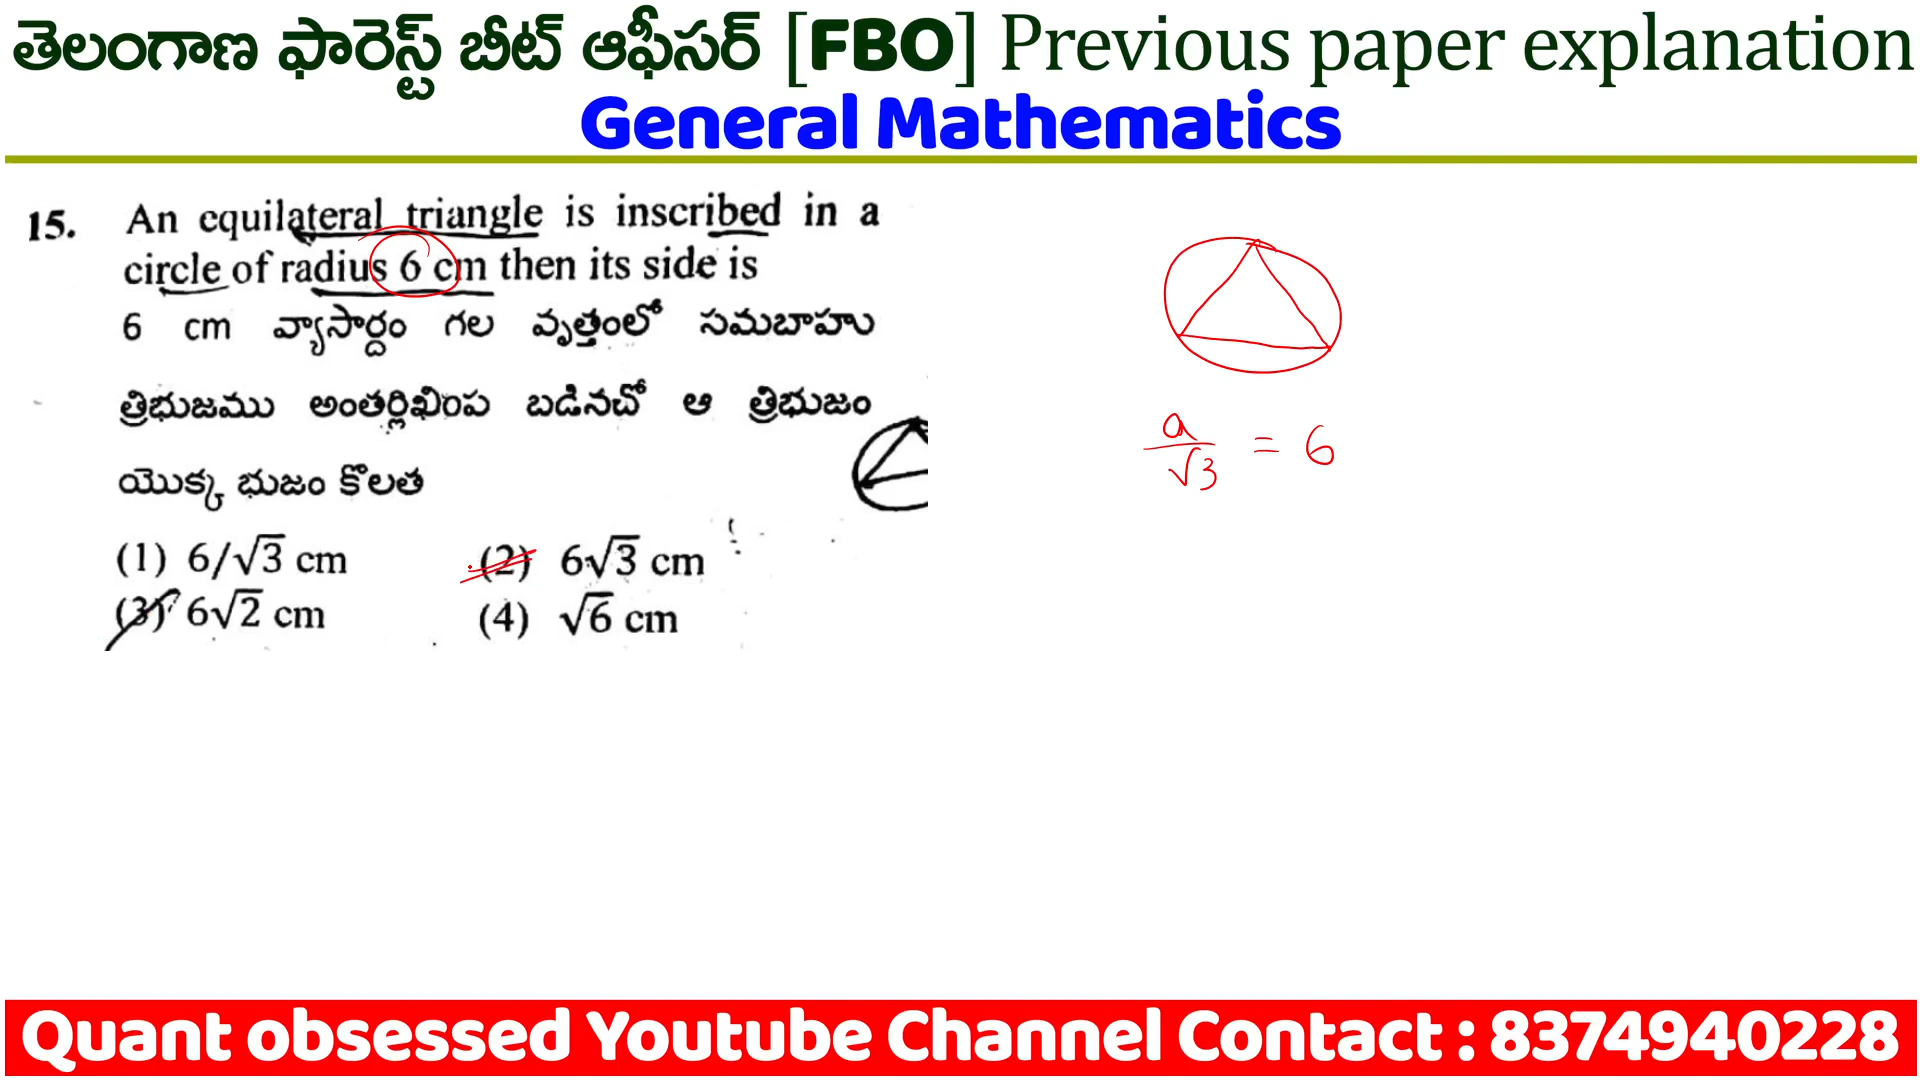 తెలంగాణ ఫారెస్ట్ బీట్ ఆఫీసర్ [FBO] Previous paper explanation
General Mathematics
15. An equilateral triangle is inscribed in a
circle of radius 6 cm then its side is
6 cm వ్యాసార్దం గల వృత్తంలో సమబాహు
త్రిభుజము అంతర్లిఖింప బడినచో ఆ త్రిభుజం
యొక్క భుజం కొలత
(1) 6/√3 cm (2) 6√3 cm
(3) 6√2 cm (4) √6 cm
a/√3 = 6
Quant obsessed Youtube Channel Contact : 8374940228